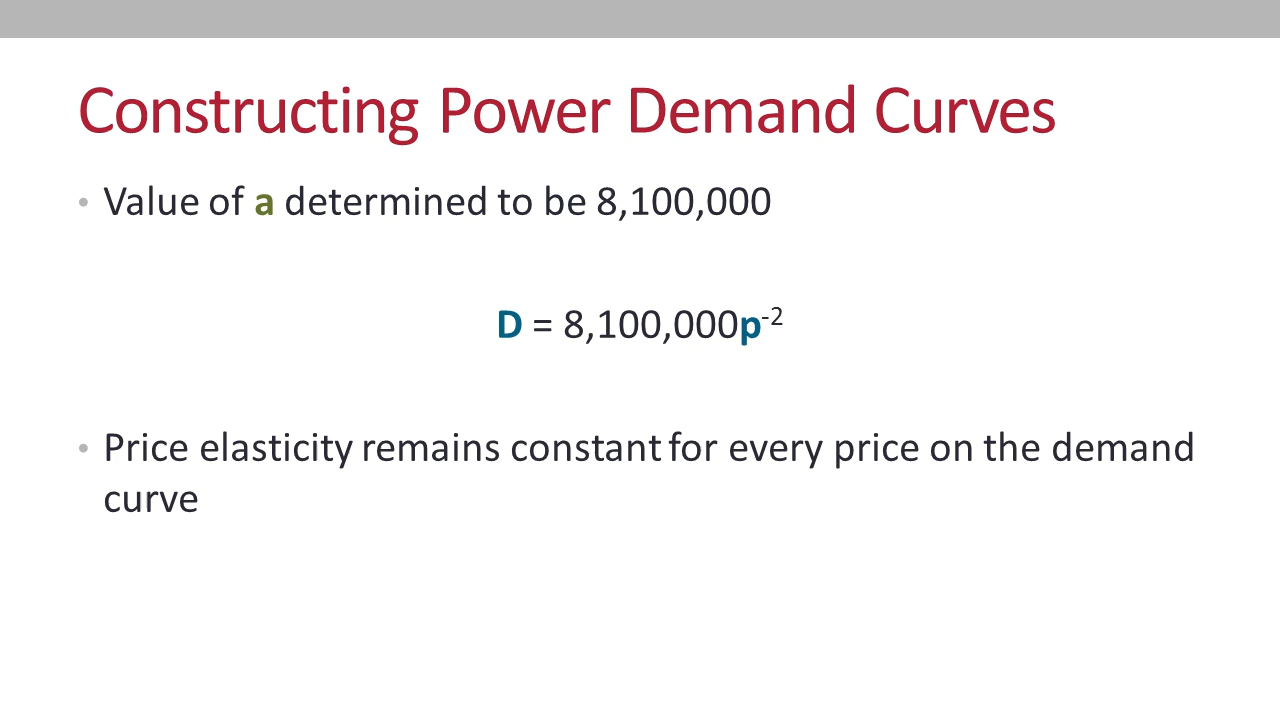 Constructing Power Demand Curves
• Value of a determined to be 8,100,000
D = 8,100,000p⁻²
• Price elasticity remains constant for every price on the demand
curve